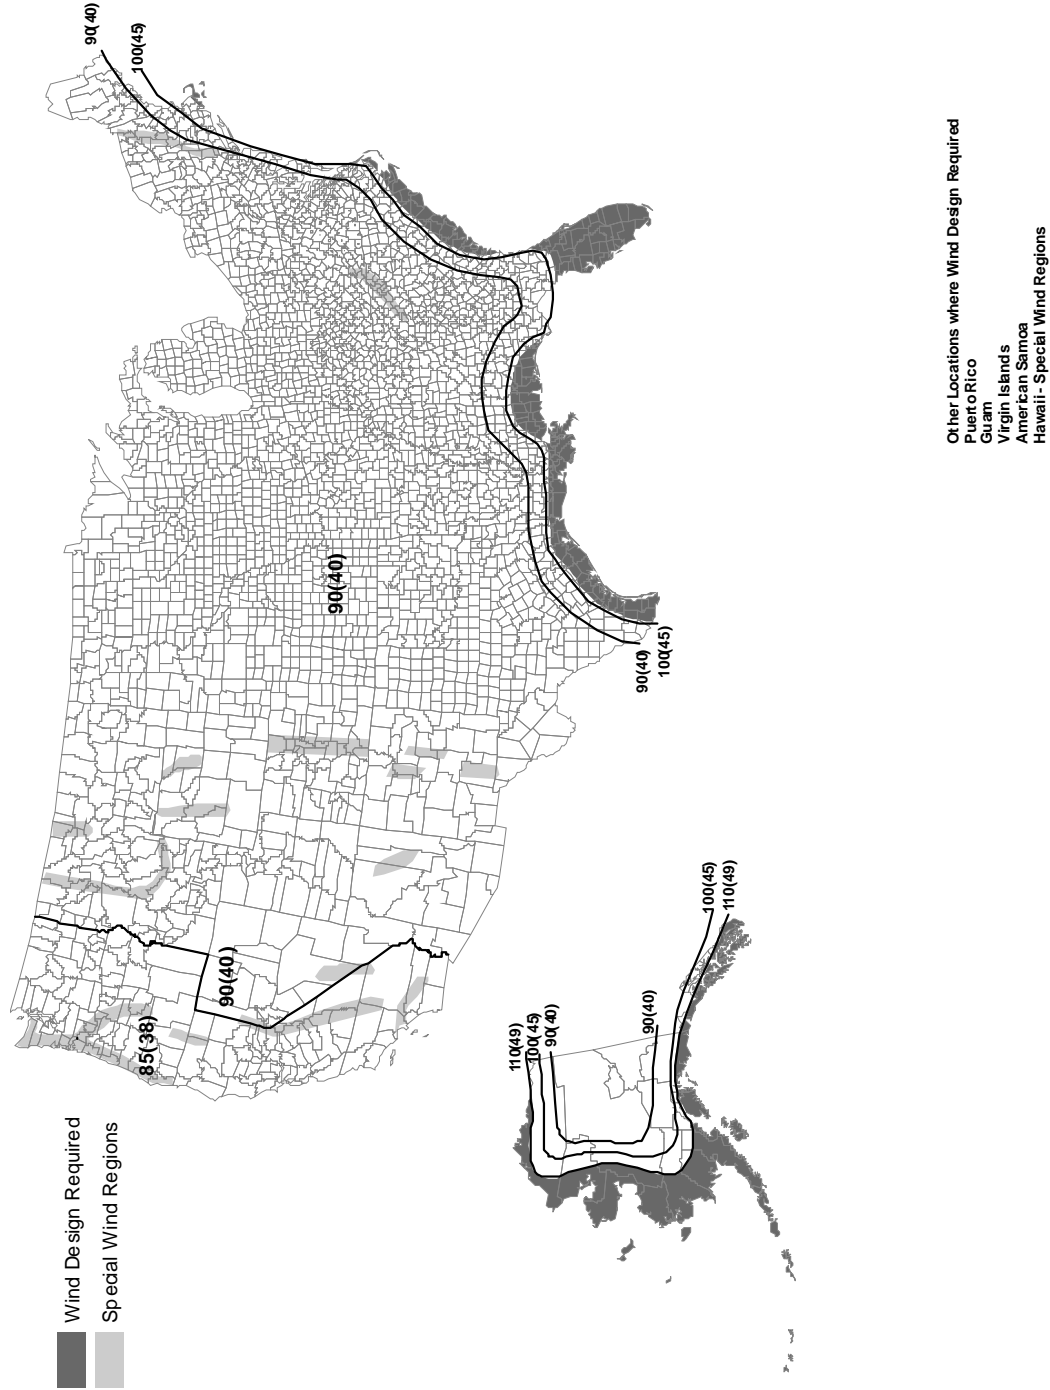 Wind Design Required
Special Wind Regions
85(38)
90(40)
90(40)
90(40)
100(45)
90(40)
100(45)
110(49)
100(45)
90(40)
90(40)
100(45)
110(49)
Other Locations where Wind Design Required
Puerto Rico
Guam
Virgin Islands
American Samoa
Hawaii - Special Wind Regions